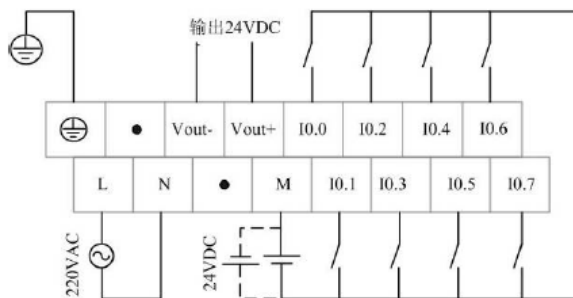 输出24VDC
Vout- Vout+ I0.0 I0.2 I0.4 I0.6
L N M I0.1 I0.3 I0.5 I0.7
220VAC
24VDC